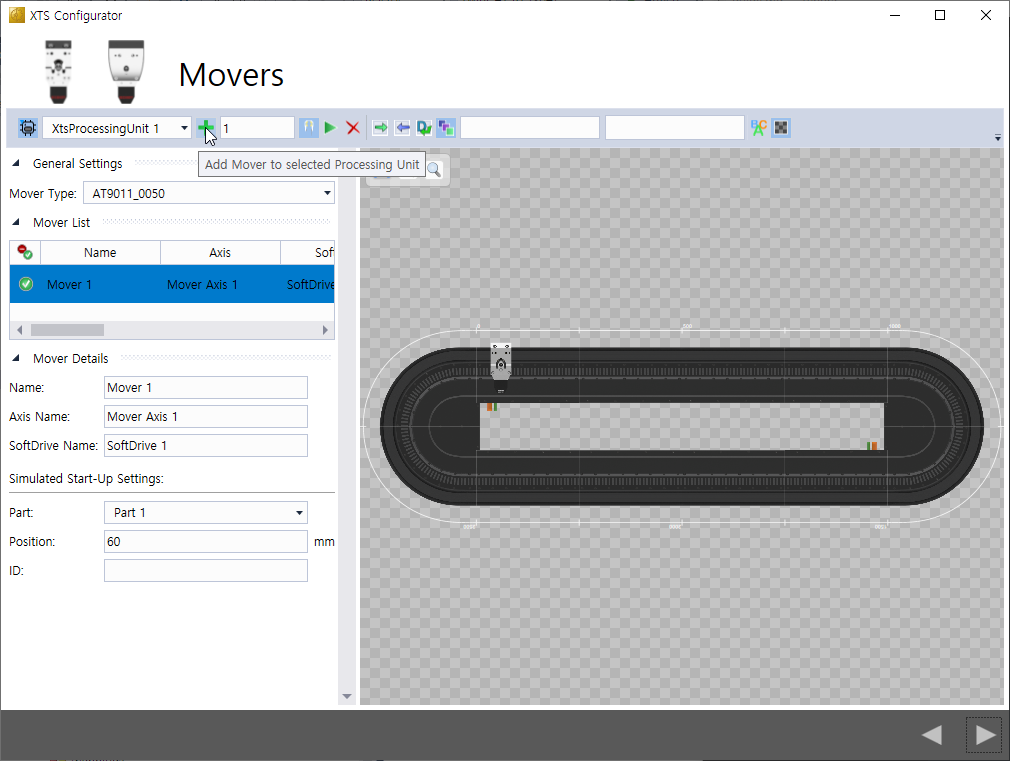 XTS Configurator
Movers
XtsProcessingUnit 1
1
Add Mover to selected Processing Unit
General Settings
Mover Type: AT9011_0050
Mover List
Name Axis Sof
Mover 1 Mover Axis 1 SoftDrive
Mover Details
Name: Mover 1
Axis Name: Mover Axis 1
SoftDrive Name: SoftDrive 1
Simulated Start-Up Settings:
Part: Part 1
Position: 60 mm
ID: